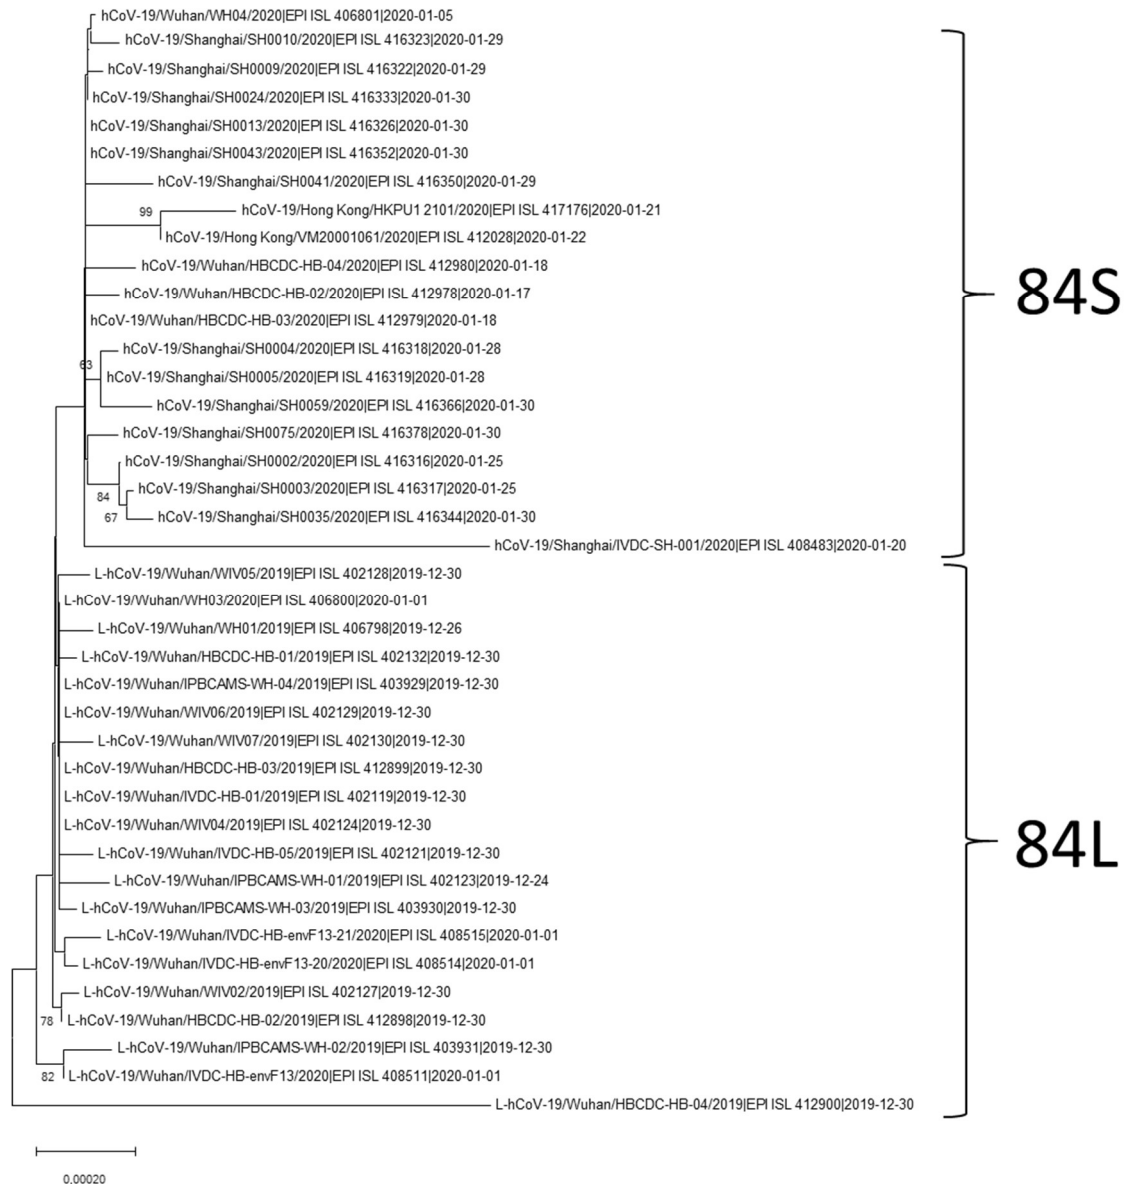 hCoV-19/Wuhan/WH04/2020|EPI ISL 406801|2020-01-05
hCoV-19/Shanghai/SH0010/2020|EPI ISL 416323|2020-01-29
hCoV-19/Shanghai/SH0009/2020|EPI ISL 416322|2020-01-29
hCoV-19/Shanghai/SH0024/2020|EPI ISL 416333|2020-01-30
hCoV-19/Shanghai/SH0013/2020|EPI ISL 416326|2020-01-30
hCoV-19/Shanghai/SH0043/2020|EPI ISL 416352|2020-01-30
hCoV-19/Shanghai/SH0041/2020|EPI ISL 416350|2020-01-29
99
hCoV-19/Hong Kong/HKPU1 2101/2020|EPI ISL 417176|2020-01-21
hCoV-19/Hong Kong/VM20001061/2020|EPI ISL 412028|2020-01-22
hCoV-19/Wuhan/HBCDC-HB-04/2020|EPI ISL 412980|2020-01-18
hCoV-19/Wuhan/HBCDC-HB-02/2020|EPI ISL 412978|2020-01-17
84S
hCoV-19/Wuhan/HBCDC-HB-03/2020|EPI ISL 412979|2020-01-18
hCoV-19/Shanghai/SH0004/2020|EPI ISL 416318|2020-01-28
63
hCoV-19/Shanghai/SH0005/2020|EPI ISL 416319|2020-01-28
hCoV-19/Shanghai/SH0059/2020|EPI ISL 416366|2020-01-30
hCoV-19/Shanghai/SH0075/2020|EPI ISL 416378|2020-01-30
hCoV-19/Shanghai/SH0002/2020|EPI ISL 416316|2020-01-25
84
hCoV-19/Shanghai/SH0003/2020|EPI ISL 416317|2020-01-25
67
hCoV-19/Shanghai/SH0035/2020|EPI ISL 416344|2020-01-30
hCoV-19/Shanghai/IVDC-SH-001/2020|EPI ISL 408483|2020-01-20
L-hCoV-19/Wuhan/WIV05/2019|EPI ISL 402128|2019-12-30
L-hCoV-19/Wuhan/WH03/2020|EPI ISL 406800|2020-01-01
L-hCoV-19/Wuhan/WH01/2019|EPI ISL 406798|2019-12-26
L-hCoV-19/Wuhan/HBCDC-HB-01/2019|EPI ISL 402132|2019-12-30
L-hCoV-19/Wuhan/IPBCAMS-WH-04/2019|EPI ISL 403929|2019-12-30
L-hCoV-19/Wuhan/WIV06/2019|EPI ISL 402129|2019-12-30
L-hCoV-19/Wuhan/WIV07/2019|EPI ISL 402130|2019-12-30
L-hCoV-19/Wuhan/HBCDC-HB-03/2019|EPI ISL 412899|2019-12-30
L-hCoV-19/Wuhan/IVDC-HB-01/2019|EPI ISL 402119|2019-12-30
L-hCoV-19/Wuhan/WIV04/2019|EPI ISL 402124|2019-12-30
84L
L-hCoV-19/Wuhan/IVDC-HB-05/2019|EPI ISL 402121|2019-12-30
L-hCoV-19/Wuhan/IPBCAMS-WH-01/2019|EPI ISL 402123|2019-12-24
L-hCoV-19/Wuhan/IPBCAMS-WH-03/2019|EPI ISL 403930|2019-12-30
L-hCoV-19/Wuhan/IVDC-HB-envF13-21/2020|EPI ISL 408515|2020-01-01
L-hCoV-19/Wuhan/IVDC-HB-envF13-20/2020|EPI ISL 408514|2020-01-01
L-hCoV-19/Wuhan/WIV02/2019|EPI ISL 402127|2019-12-30
78
L-hCoV-19/Wuhan/HBCDC-HB-02/2019|EPI ISL 412898|2019-12-30
L-hCoV-19/Wuhan/IPBCAMS-WH-02/2019|EPI ISL 403931|2019-12-30
82
L-hCoV-19/Wuhan/IVDC-HB-envF13/2020|EPI ISL 408511|2020-01-01
L-hCoV-19/Wuhan/HBCDC-HB-04/2019|EPI ISL 412900|2019-12-30
0.00020